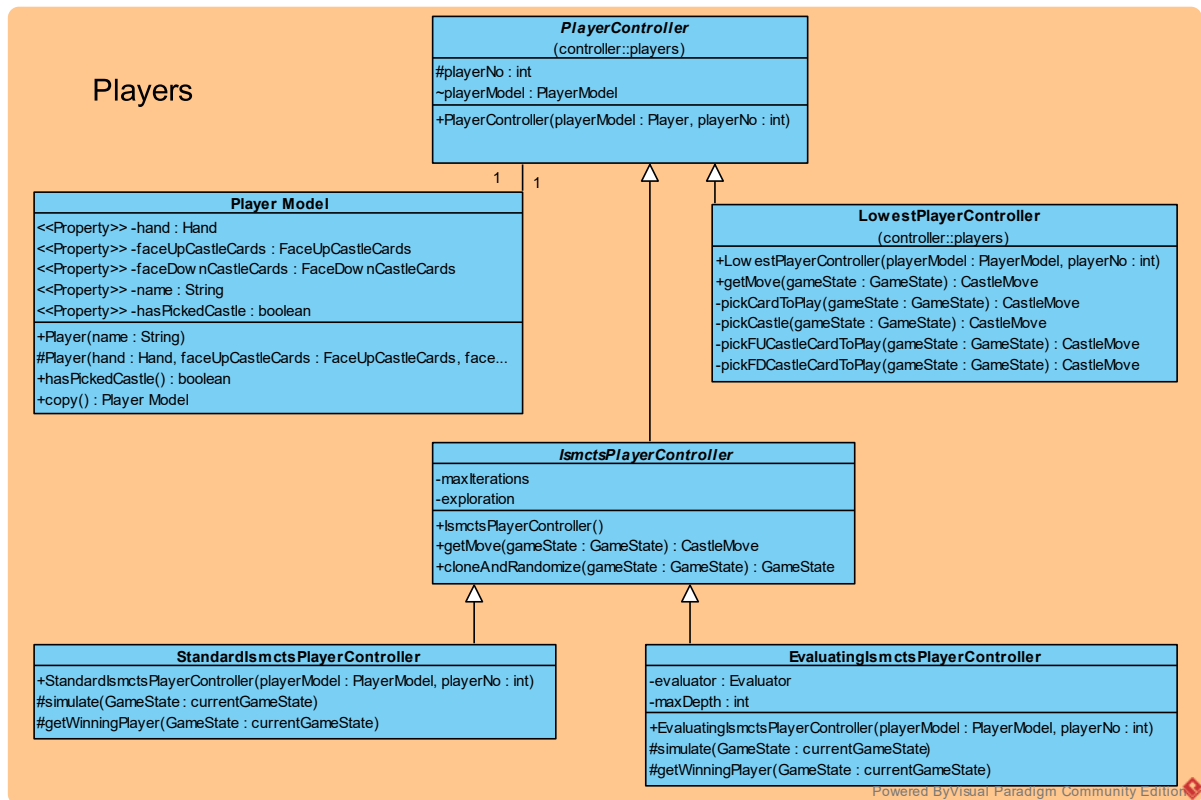 Players
PlayerController
(controller::players)
#playerNo : int
~playerModel : PlayerModel
+PlayerController(playerModel : Player, playerNo : int)
1
1
Player Model
<<Property>> -hand : Hand
<<Property>> -faceUpCastleCards : FaceUpCastleCards
<<Property>> -faceDownCastleCards : FaceDownCastleCards
<<Property>> -name : String
<<Property>> -hasPickedCastle : boolean
+Player(name : String)
#Player(hand : Hand, faceUpCastleCards : FaceUpCastleCards, face...
+hasPickedCastle() : boolean
+copy() : Player Model
LowestPlayerController
(controller::players)
+LowestPlayerController(playerModel : PlayerModel, playerNo : int)
+getMove(gameState : GameState) : CastleMove
-pickCardToPlay(gameState : GameState) : CastleMove
-pickCastle(gameState : GameState) : CastleMove
-pickFUCastleCardToPlay(gameState : GameState) : CastleMove
-pickFDCastleCardToPlay(gameState : GameState) : CastleMove
IsmctsPlayerController
-maxIterations
-exploration
+IsmctsPlayerController()
+getMove(gameState : GameState) : CastleMove
+cloneAndRandomize(gameState : GameState) : GameState
StandardIsmctsPlayerController
+StandardIsmctsPlayerController(playerModel : PlayerModel, playerNo : int)
#simulate(GameState : currentGameState)
#getWinningPlayer(GameState : currentGameState)
EvaluatingIsmctsPlayerController
-evaluator : Evaluator
-maxDepth : int
+EvaluatingIsmctsPlayerController(playerModel : PlayerModel, playerNo : int)
#simulate(GameState : currentGameState)
#getWinningPlayer(GameState : currentGameState)
Powered ByVisual Paradigm Community Edition